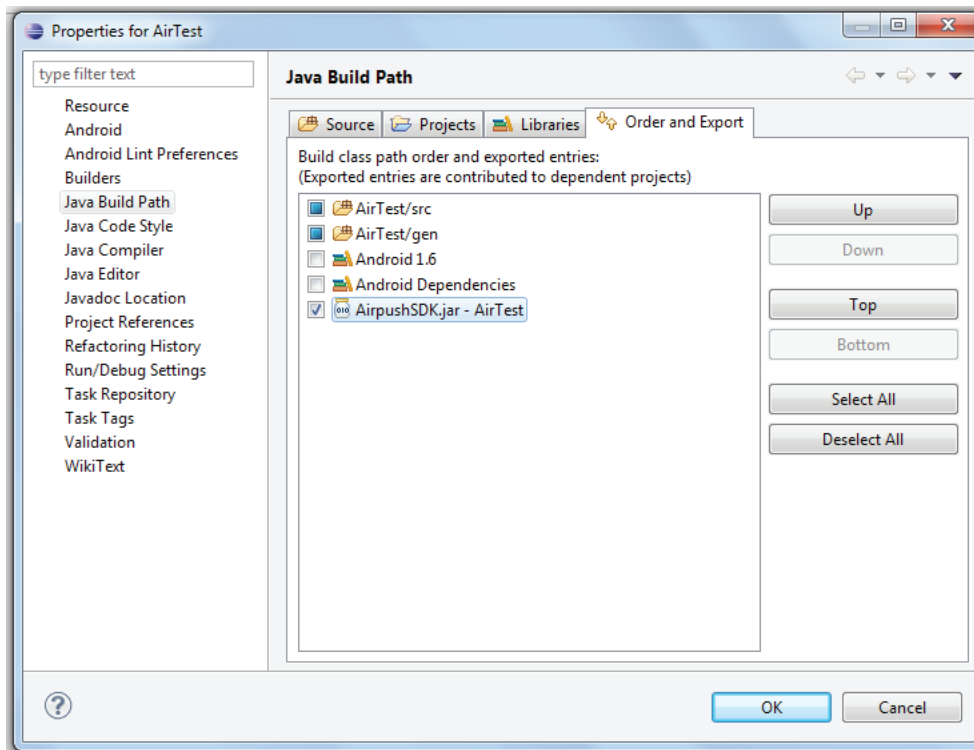 Properties for AirTest
type filter text
Resource
Android
Android Lint Preferences
Builders
Java Build Path
Java Code Style
Java Compiler
Java Editor
Javadoc Location
Project References
Refactoring History
Run/Debug Settings
Task Repository
Task Tags
Validation
WikiText
Java Build Path
Source
Projects
Libraries
Order and Export
Build class path order and exported entries:
(Exported entries are contributed to dependent projects)
AirTest/src
AirTest/gen
Android 1.6
Android Dependencies
AirpushSDK.jar - AirTest
Up
Down
Top
Bottom
Select All
Deselect All
OK
Cancel